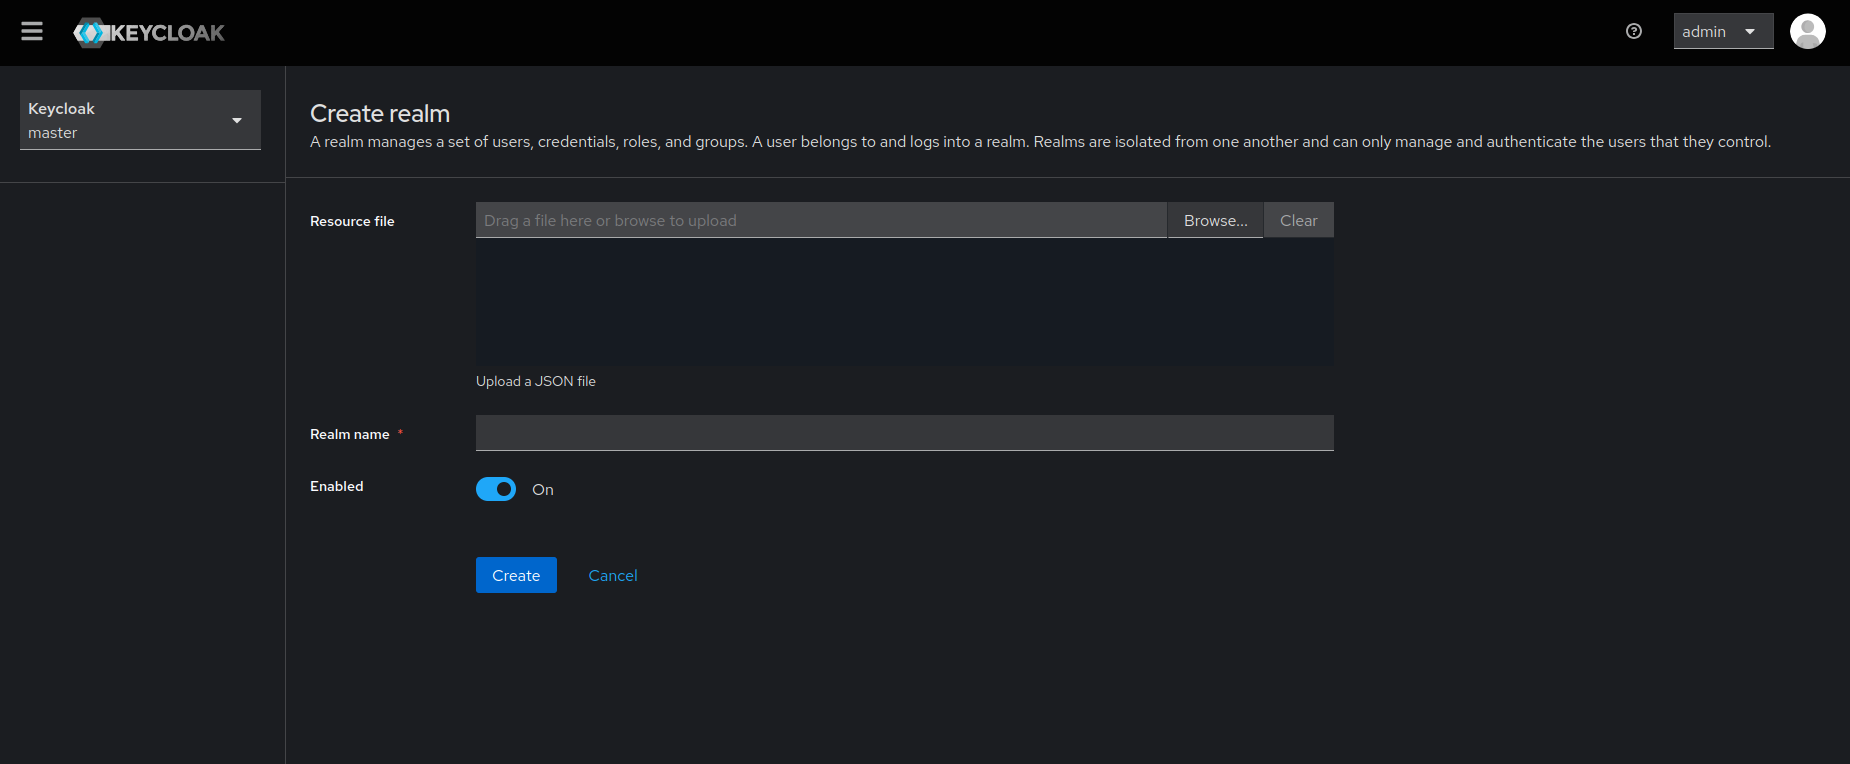 KEYCLOAK
admin
Keycloak
master
Create realm
A realm manages a set of users, credentials, roles, and groups. A user belongs to and logs into a realm. Realms are isolated from one another and can only manage and authenticate the users that they control.
Resource file
Drag a file here or browse to upload
Browse...
Clear
Upload a JSON file
Realm name *
Enabled
On
Create
Cancel